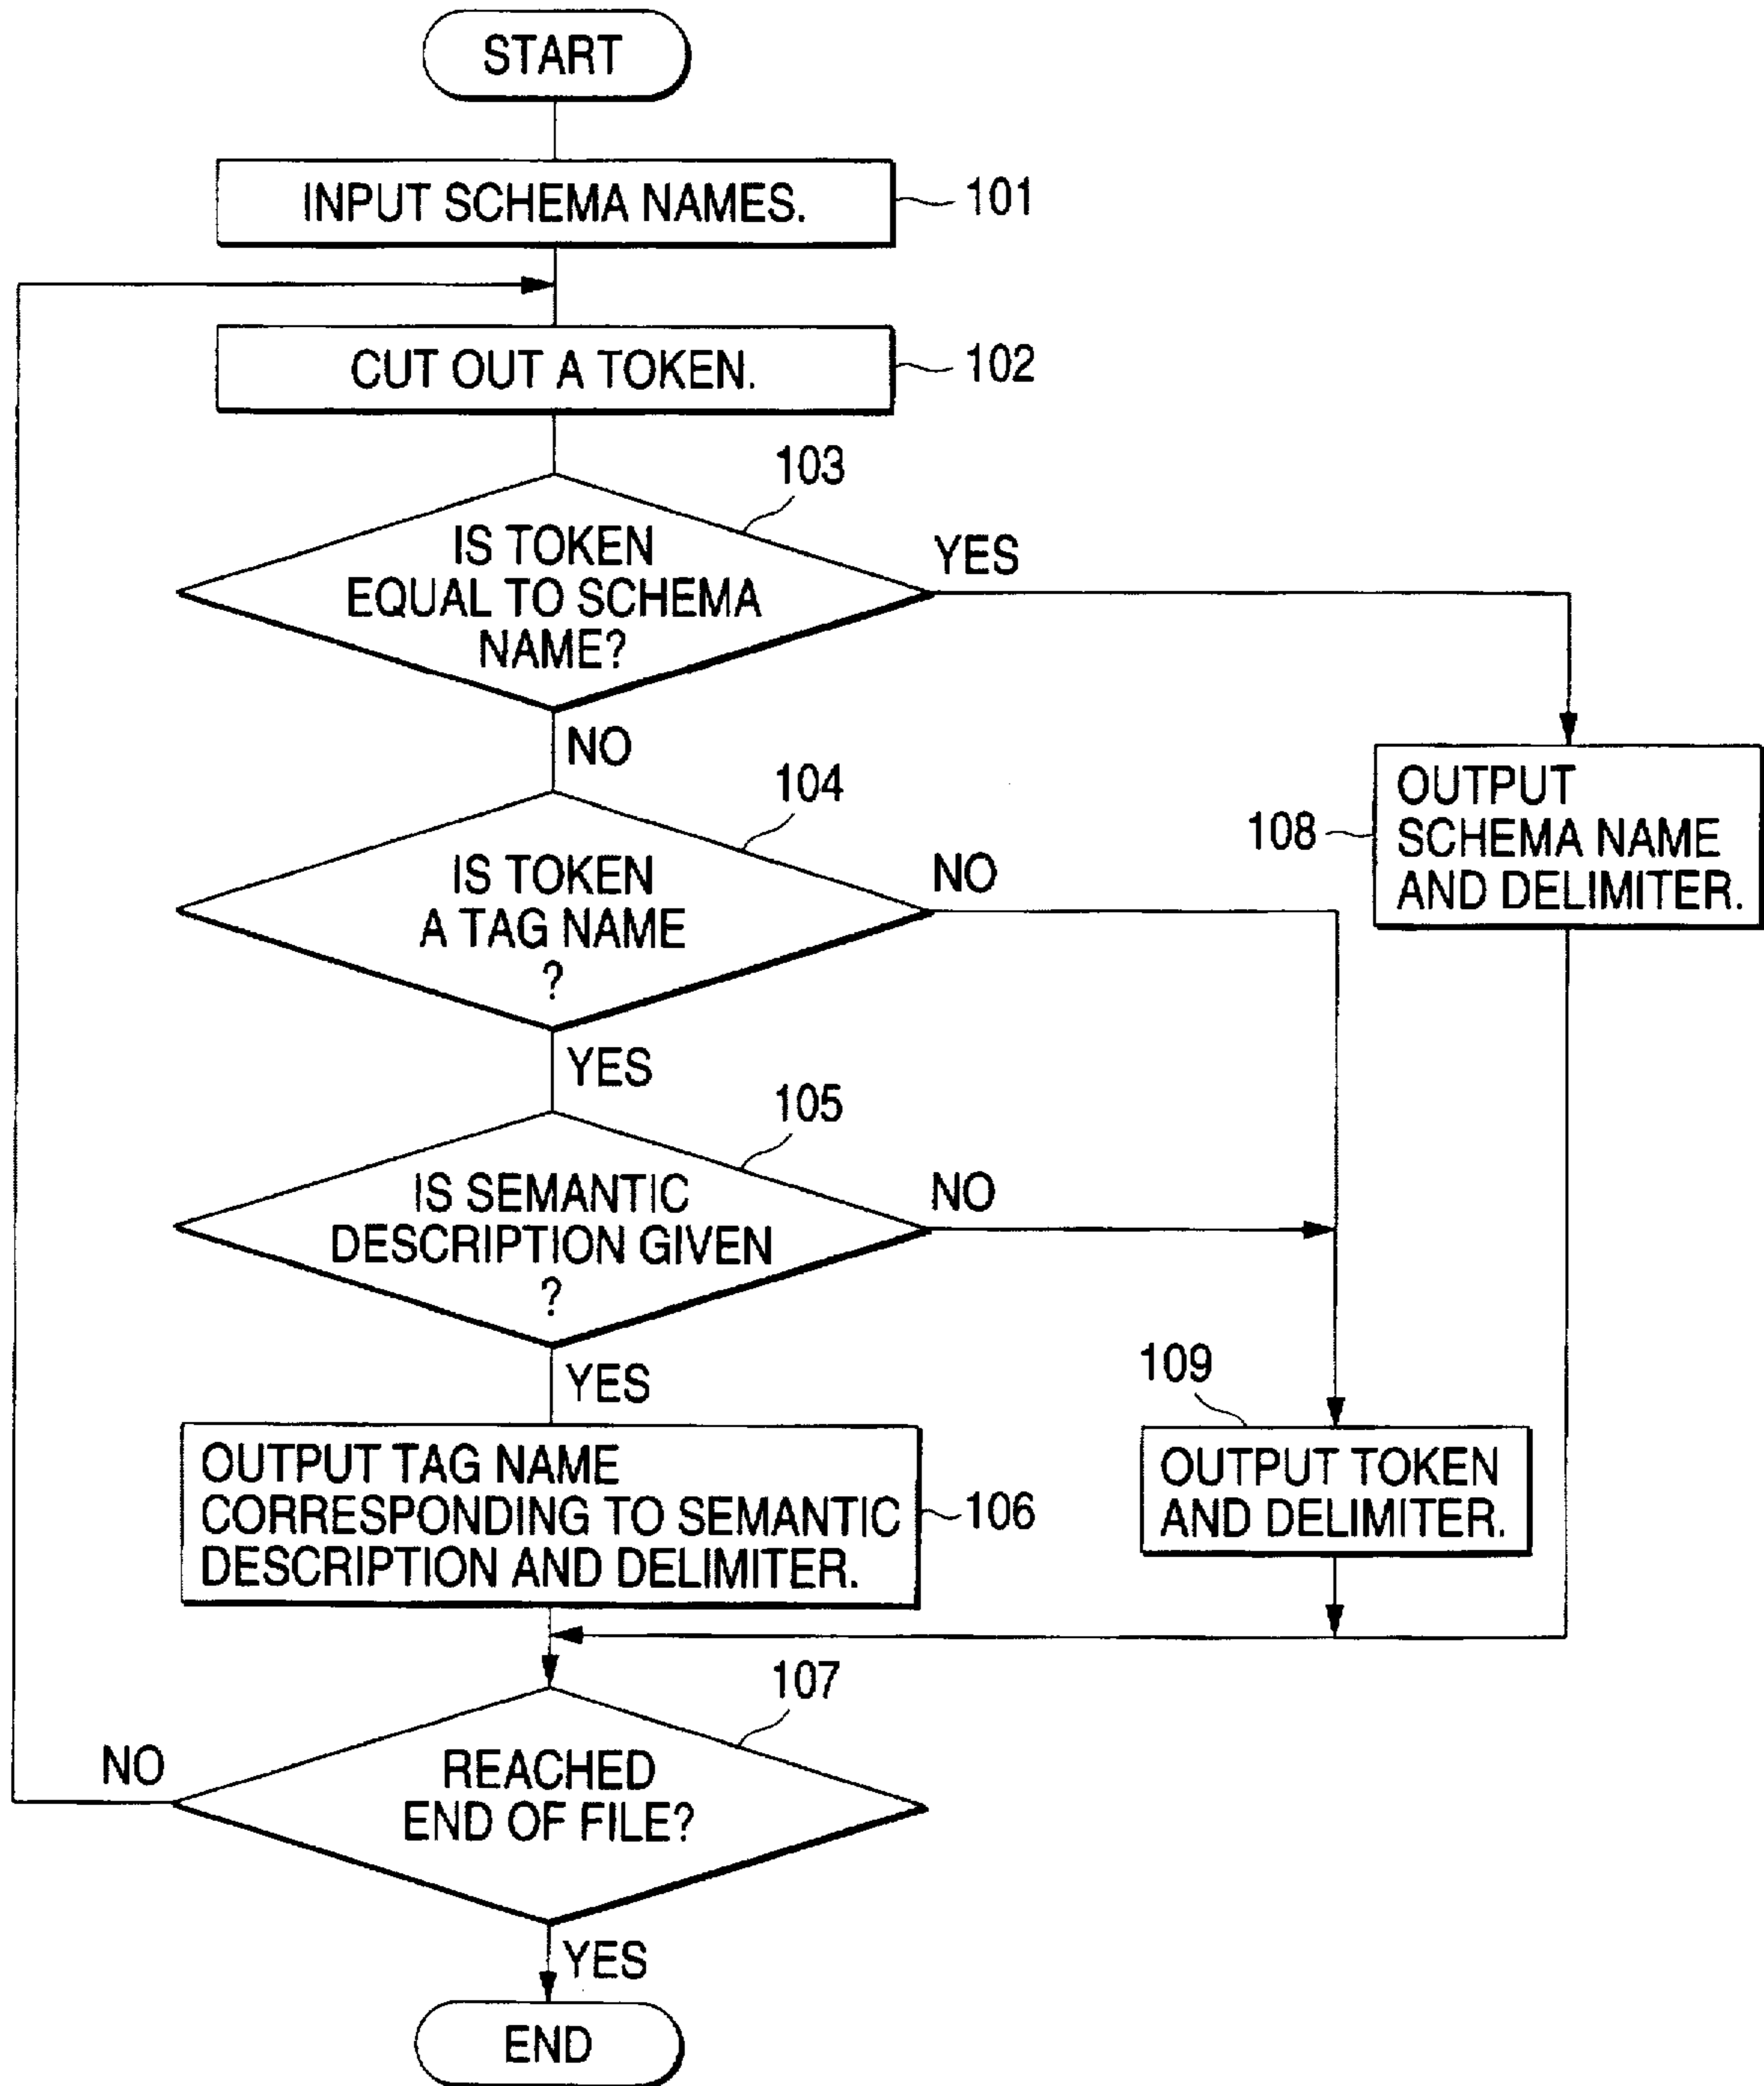 START
INPUT SCHEMA NAMES.
101
CUT OUT A TOKEN.
102
103
IS TOKEN
EQUAL TO SCHEMA
NAME?
YES
NO
108
OUTPUT
SCHEMA NAME
AND DELIMITER.
104
IS TOKEN
A TAG NAME
?
NO
YES
105
IS SEMANTIC
DESCRIPTION GIVEN
?
NO
YES
109
OUTPUT TOKEN
AND DELIMITER.
OUTPUT TAG NAME
CORRESPONDING TO SEMANTIC
DESCRIPTION AND DELIMITER.
106
107
REACHED
END OF FILE?
NO
YES
END